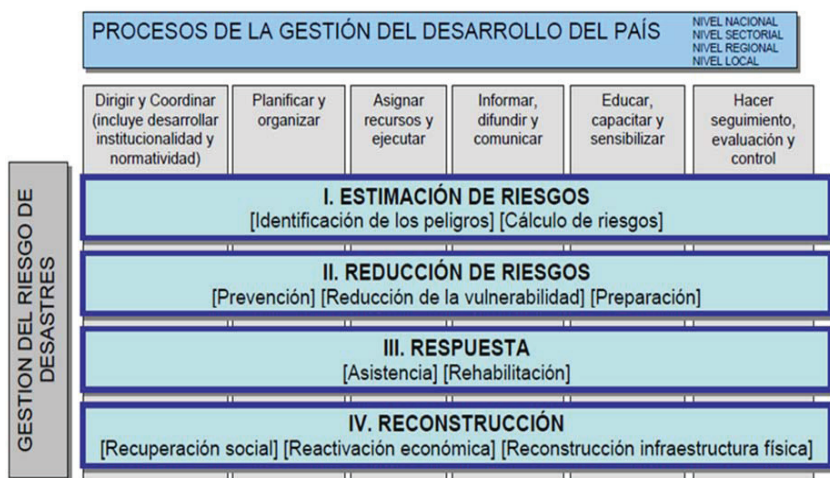 PROCESOS DE LA GESTIÓN DEL DESARROLLO DEL PAÍS
NIVEL NACIONAL
NIVEL SECTORIAL
NIVEL REGIONAL
NIVEL LOCAL
Dirigir y Coordinar
(incluye desarrollar
institucionalidad y
normatividad)
Planificar y
organizar
Asignar
recursos y
ejecutar
Informar,
difundir y
comunicar
Educar,
capacitar y
sensibilizar
Hacer
seguimiento,
evaluación y
control
GESTION DEL RIESGO DE
DESASTRES
I. ESTIMACIÓN DE RIESGOS
[Identificación de los peligros] [Cálculo de riesgos]
II. REDUCCIÓN DE RIESGOS
[Prevención] [Reducción de la vulnerabilidad] [Preparación]
III. RESPUESTA
[Asistencia] [Rehabilitación]
IV. RECONSTRUCCIÓN
[Recuperación social] [Reactivación económica] [Reconstrucción infraestructura física]